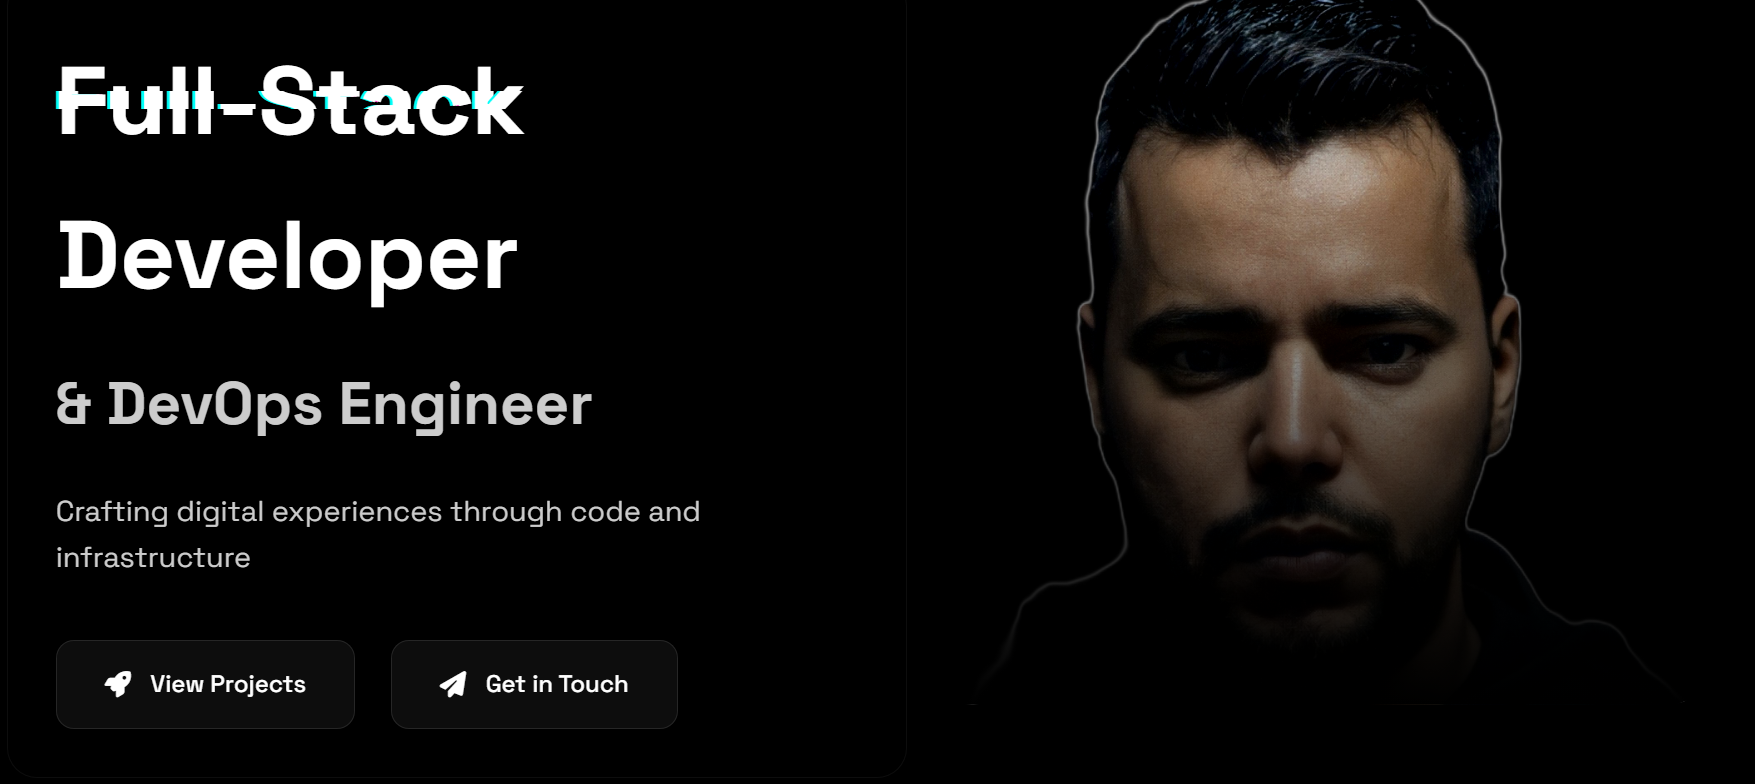 Full-Stack
Developer
& DevOps Engineer
Crafting digital experiences through code and
infrastructure
View Projects
Get in Touch